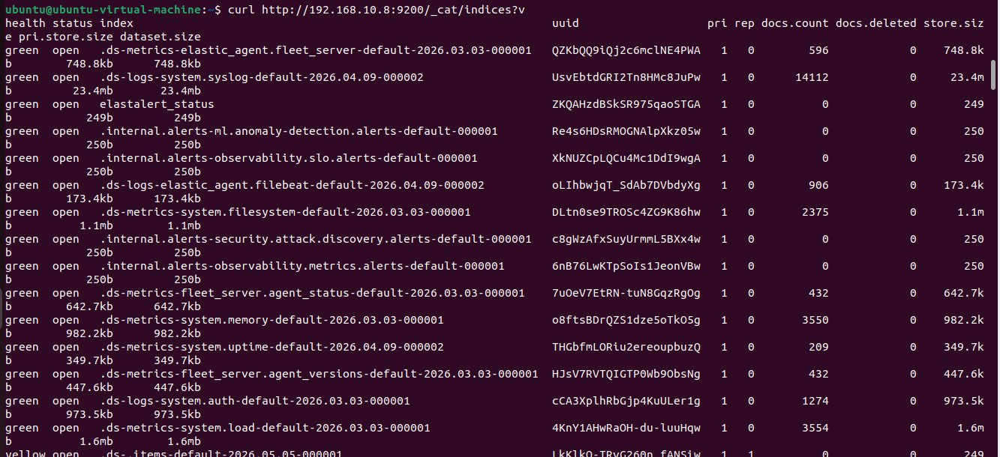 ubuntu@ubuntu-virtual-machine:~$ curl http://192.168.10.8:9200/_cat/indices?v
health status index uuid pri rep docs.count docs.deleted store.siz
e pri.store.size dataset.size
green open .ds-metrics-elastic_agent.fleet_server-default-2026.03.03-000001 QZKbQQ9iQj2c6mclNE4PWA 1 0 596 0 748.8k
b 748.8kb 748.8kb
green open .ds-logs-system.syslog-default-2026.04.09-000002 UsvEbtdGRI2Tn8HMc8JuPw 1 0 14112 0 23.4m
b 23.4mb 23.4mb
green open elastalert_status ZKQAHzdBSkSR975qaoSTGA 1 0 0 0 249
b 249b 249b
green open .internal.alerts-ml.anomaly-detection.alerts-default-000001 Re4s6HDsRMOGNAlpXkz05w 1 0 0 0 250
b 250b 250b
green open .internal.alerts-observability.slo.alerts-default-000001 XkNUZCpLQCu4Mc1DdI9wgA 1 0 0 0 250
b 250b 250b
green open .ds-logs-elastic_agent.filebeat-default-2026.04.09-000002 oLIhbwjqT_SdAb7DVbdyXg 1 0 906 0 173.4k
b 173.4kb 173.4kb
green open .ds-metrics-system.filesystem-default-2026.03.03-000001 DLtn0se9TROSc4ZG9K86hw 1 0 2375 0 1.1m
b 1.1mb 1.1mb
green open .internal.alerts-security.attack.discovery.alerts-default-000001 c8gWzAfxSuyUrmmL5BXx4w 1 0 0 0 250
b 250b 250b
green open .internal.alerts-observability.metrics.alerts-default-000001 6nB76LwKTpSoIs1JeonVBw 1 0 0 0 250
b 250b 250b
green open .ds-metrics-fleet_server.agent_status-default-2026.03.03-000001 7uOeV7EtRN-tuN8GqzRgOg 1 0 432 0 642.7k
b 642.7kb 642.7kb
green open .ds-metrics-system.memory-default-2026.03.03-000001 o8ftsBDrQZS1dze5oTkO5g 1 0 3550 0 982.2k
b 982.2kb 982.2kb
green open .ds-metrics-system.uptime-default-2026.04.09-000002 THGbfmLORiu2ereoupbuzQ 1 0 209 0 349.7k
b 349.7kb 349.7kb
green open .ds-metrics-fleet_server.agent_versions-default-2026.03.03-000001 HJsV7RVTQIGTP0Wb9ObsNg 1 0 432 0 447.6k
b 447.6kb 447.6kb
green open .ds-logs-system.auth-default-2026.03.03-000001 cCA3XplhRbGjp4KuULer1g 1 0 1274 0 973.5k
b 973.5kb 973.5kb
green open .ds-metrics-system.load-default-2026.03.03-000001 4KnY1AHwRaOH-du-luuHqw 1 0 3554 0 1.6m
b 1.6mb 1.6mb
yellow open .ds-.items-default-2026.05.05-000001 1 1 0 0 249